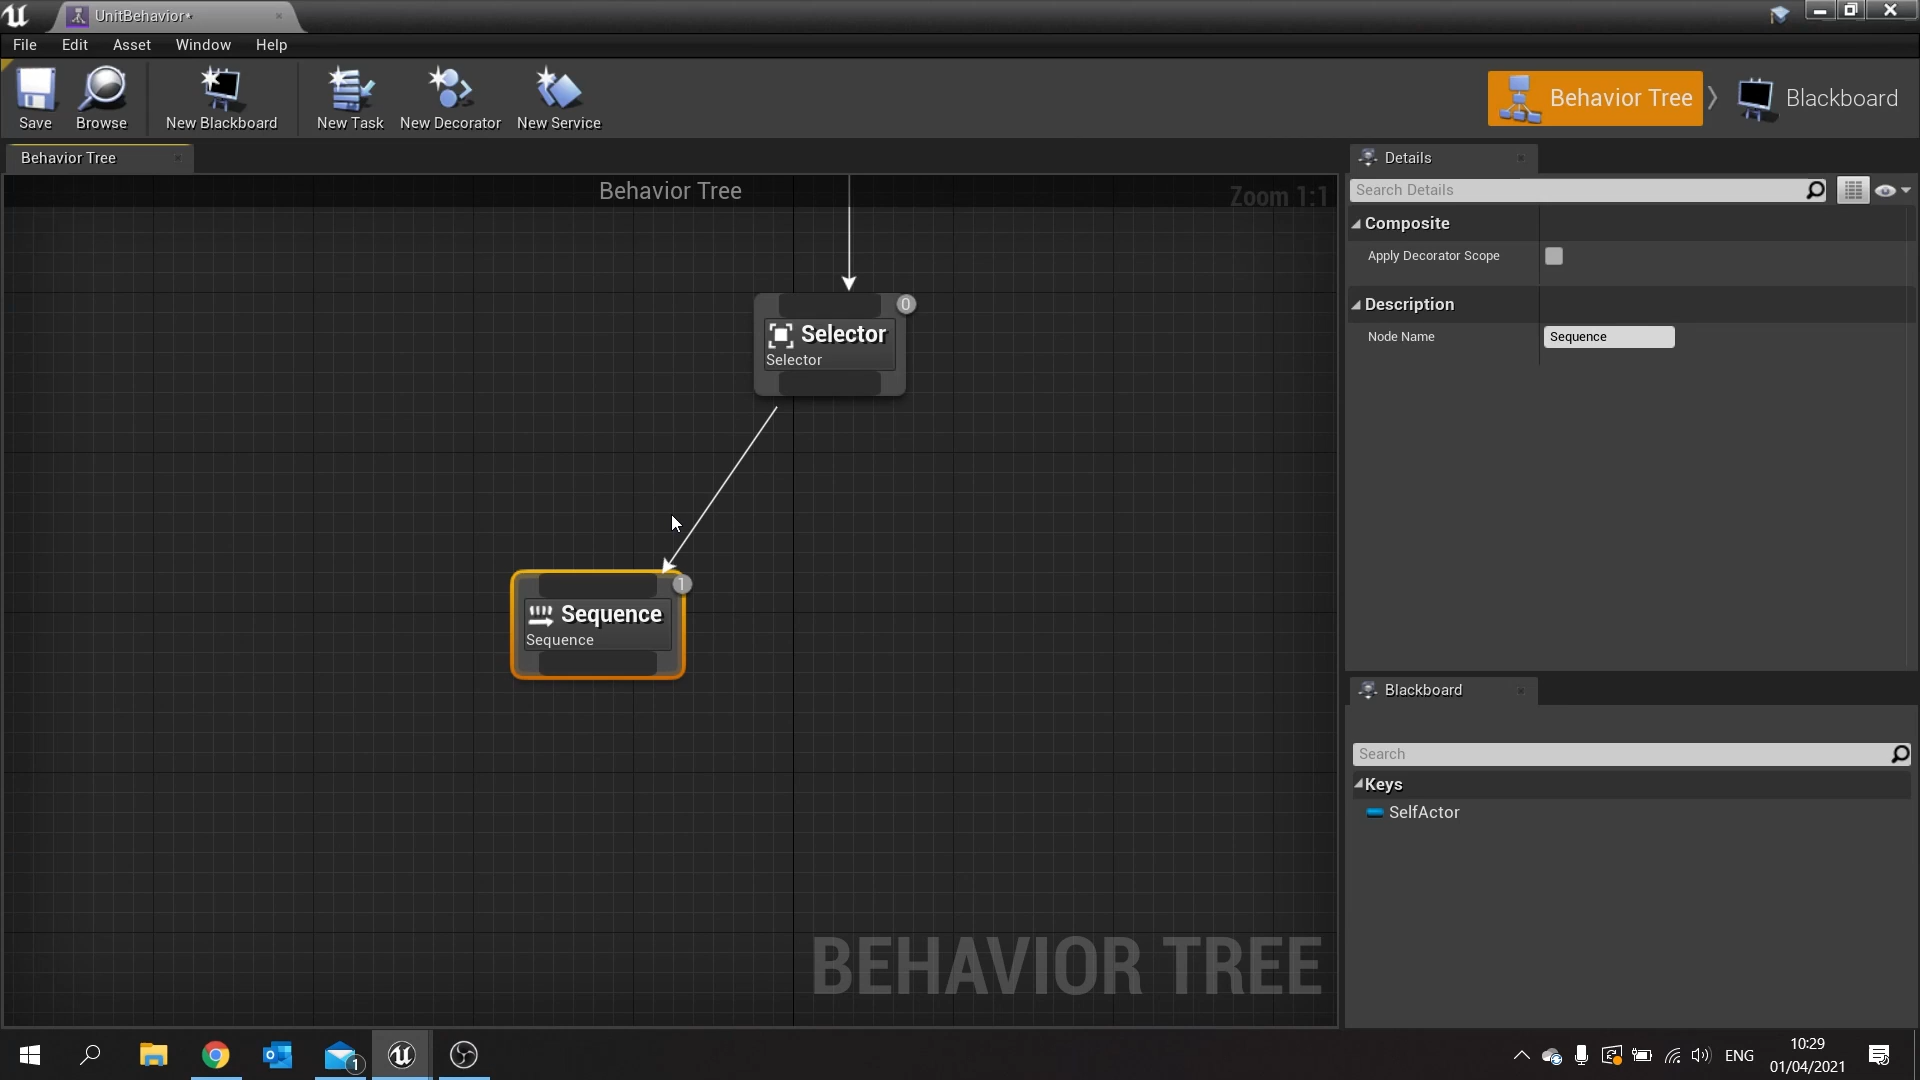 UnitBehavior*
File Edit Asset Window Help
Save Browse New Blackboard New Task New Decorator New Service
Behavior Tree Blackboard
Behavior Tree
Details
Behavior Tree
Zoom 1:1
Search Details
Composite
Apply Decorator Scope
Description
Node Name Sequence
0
Selector
Selector
1
Sequence
Sequence
Blackboard
Search
Keys
SelfActor
BEHAVIOR TREE
1
ENG
10:29
01/04/2021